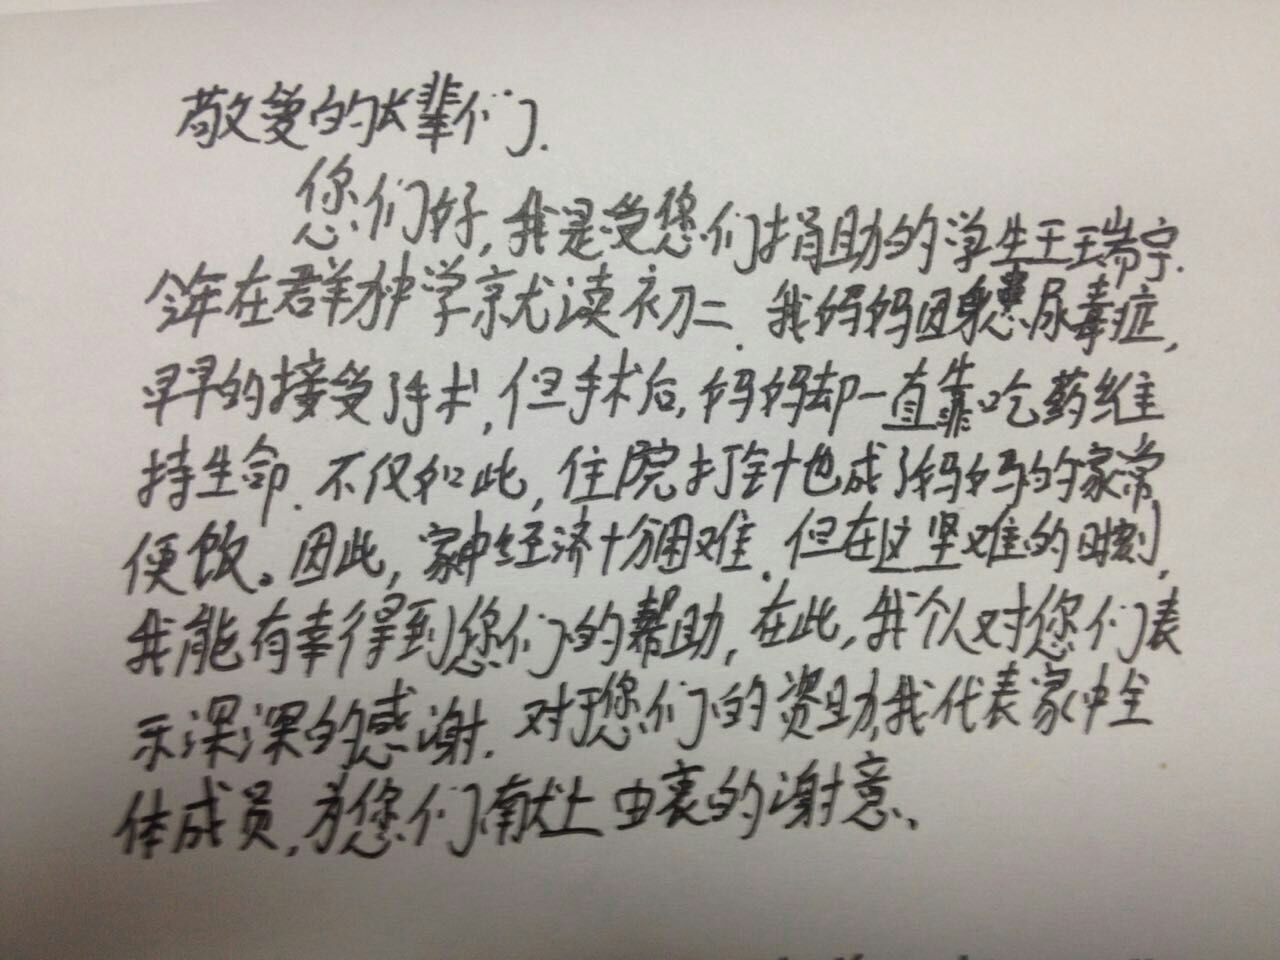 敬爱的长辈们.
您们好,我是受您们捐助的学生王瑞宁.
今年在群力中学就读初二.我妈妈因身患尿毒症,
早早的接受了手术,但手术后,妈妈却一直靠吃药维
持生命.不仅如此,住院打针也成了妈妈的家常
便饭。因此,家中经济十分困难.但在这坚难的时刻,
我能有幸得到您们的帮助,在此,我个人对您们表
示深深的感谢.对于您们的资助,我代表家中全
体成员,为您们献上由衷的谢意、